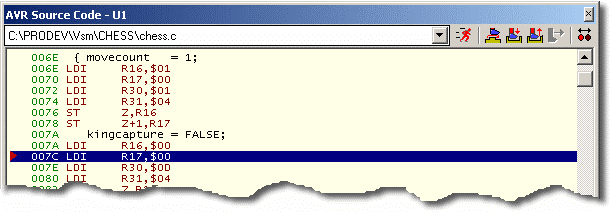 AVR Source Code - U1
C:\PRODEV\Vsm\CHESS\chess.c
006E { movecount = 1;
006E LDI R16,$01
0070 LDI R17,$00
0072 LDI R30,$01
0074 LDI R31,$04
0076 ST Z,R16
0078 ST Z+1,R17
007A kingcapture = FALSE;
007A LDI R16,$00
007C LDI R17,$00
007E LDI R30,$0D
0080 LDI R31,$04